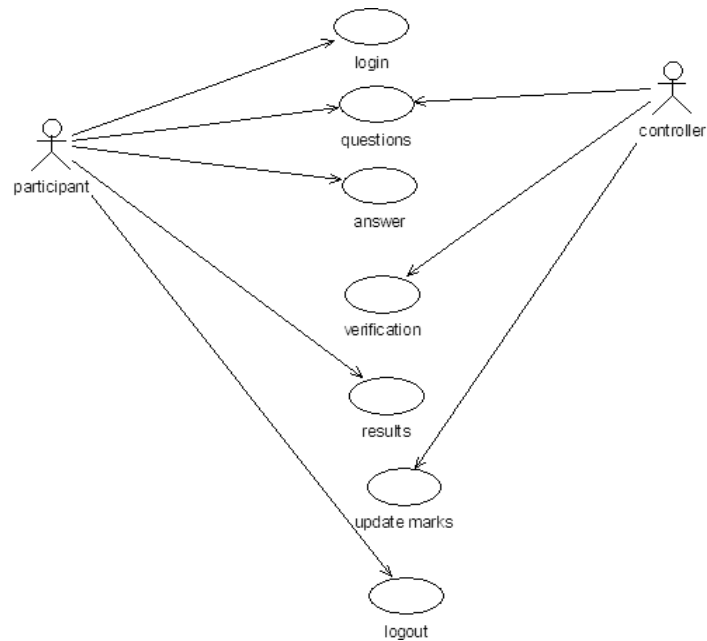 login
questions
controller
participant
answer
verification
results
update marks
logout